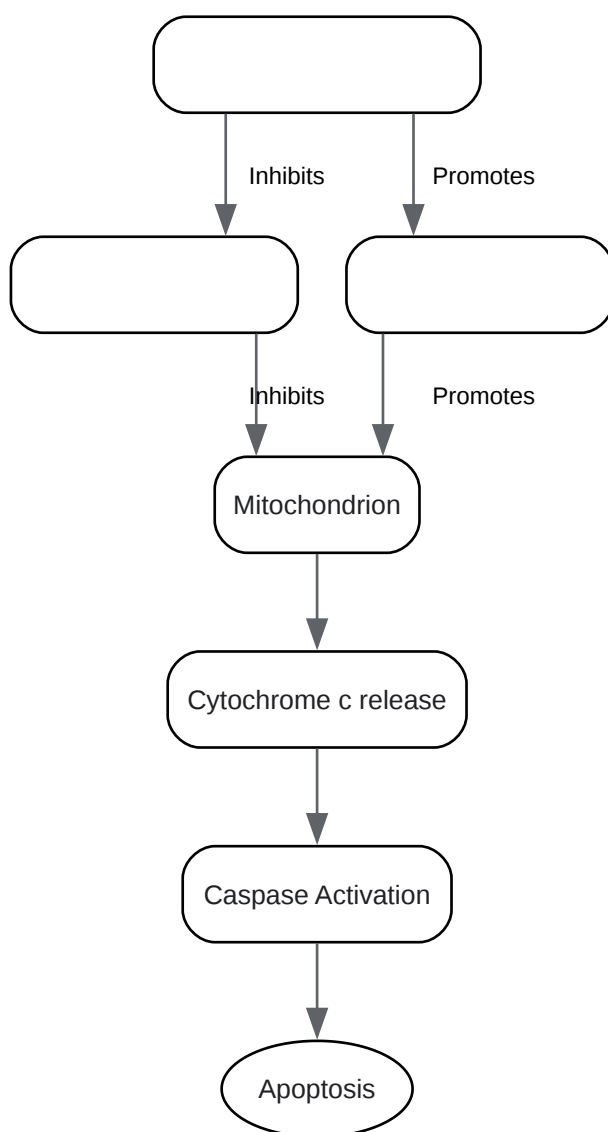 Inhibits
Promotes
Inhibits
Promotes
Mitochondrion
Cytochrome c release
Caspase Activation
Apoptosis